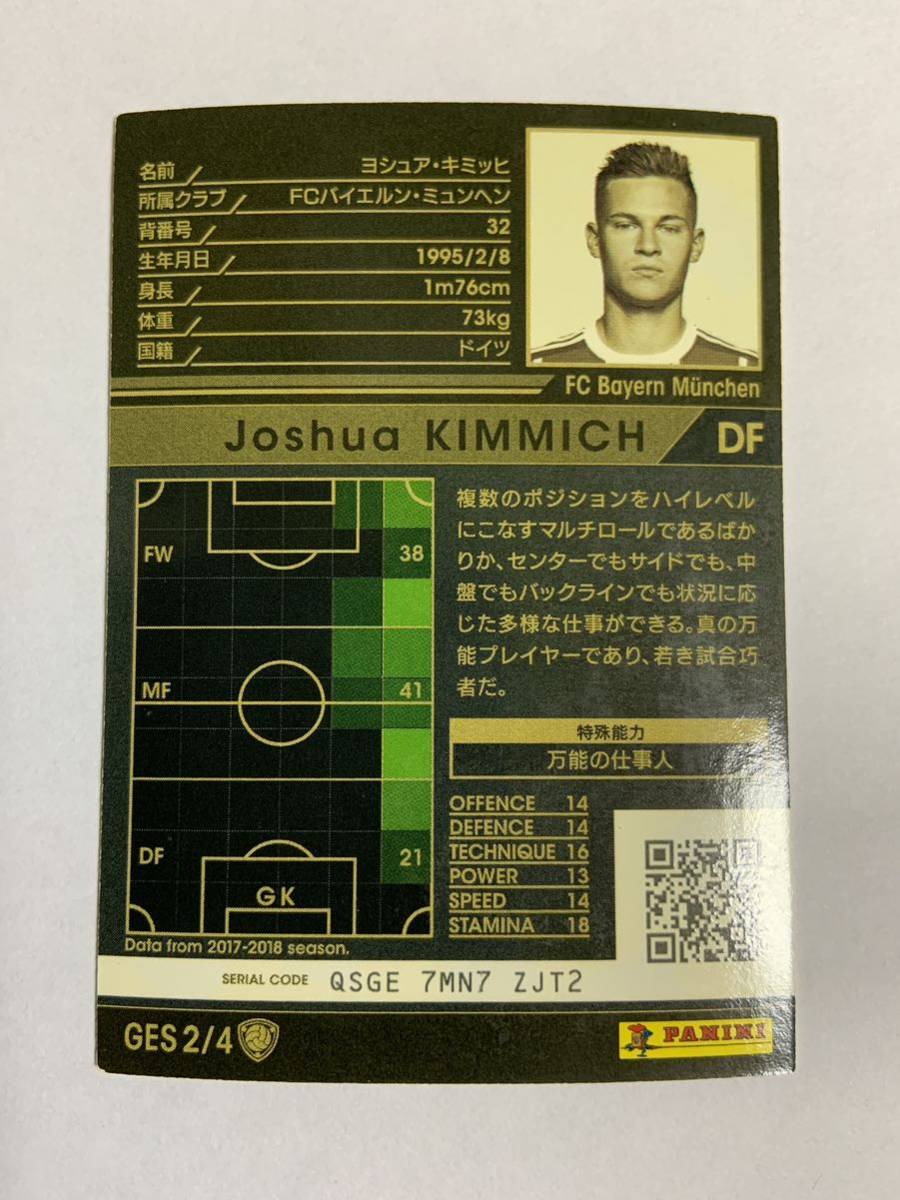 名前 ヨシュア・キミッヒ
所属クラブ FCバイエルン・ミュンヘン
背番号 32
生年月日 1995/2/8
身長 1m76cm
体重 73kg
国籍 ドイツ
FC Bayern München
Joshua KIMMICH DF
FW 38
MF 41
DF 21
GK
Data from 2017-2018 season.
複数のポジションをハイレベル
にこなすマルチロールであるばか
りか、センターでもサイドでも、中
盤でもバックラインでも状況に応
じた多様な仕事ができる。真の万
能プレイヤーであり、若き試合巧
者だ。
特殊能力
万能の仕事人
OFFENCE 14
DEFENCE 14
TECHNIQUE 16
POWER 13
SPEED 14
STAMINA 18
SERIAL CODE QSGE 7MN7 ZJT2
GES 2/4
PANINI